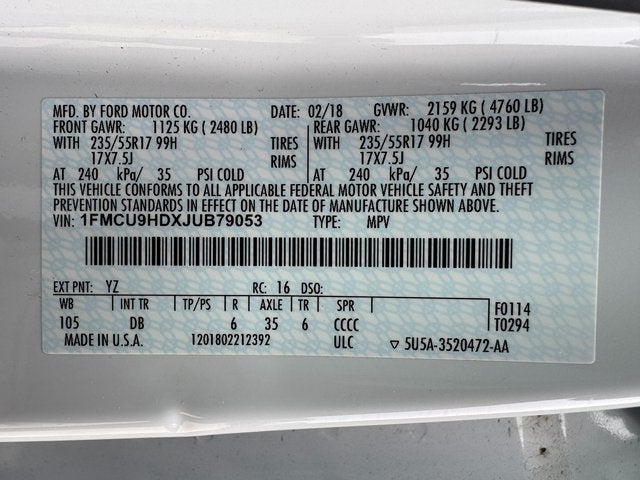 MFD. BY FORD MOTOR CO. DATE: 02/18 GVWR: 2159 KG ( 4760 LB)
FRONT GAWR: 1125 KG ( 2480 LB) REAR GAWR: 1040 KG ( 2293 LB)
WITH 235/55R17 99H TIRES WITH 235/55R17 99H TIRES
17X7.5J RIMS 17X7.5J RIMS
AT 240 kPa/ 35 PSI COLD AT 240 kPa/ 35 PSI COLD
THIS VEHICLE CONFORMS TO ALL APPLICABLE FEDERAL MOTOR VEHICLE SAFETY AND THEFT
PREVENTION STANDARDS IN EFFECT ON THE DATE OF MANUFACTURE SHOWN ABOVE.
VIN: 1FMCU9HDXJUB79053 TYPE: MPV
EXT PNT: YZ RC: 16 DSO:
WB INT TR TP/PS R AXLE TR SPR F0114
105 DB 6 35 6 CCCC T0294
MADE IN U.S.A. 1201802212392 ULC ▽ 5U5A-3520472-AA